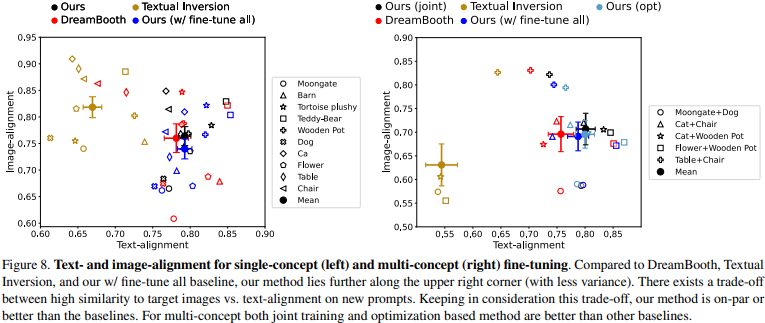 Ours
Textual Inversion
DreamBooth
Ours (w/ fine-tune all)
0.95
0.90
0.85
0.80
0.75
0.70
0.65
0.60
Image-alignment
0.60
0.65
0.70
0.75
0.80
0.85
0.90
Text-alignment
Moongate
Barn
Tortoise plushy
Teddy-Bear
Wooden Pot
Dog
Ca
Flower
Table
Chair
Mean
Ours (joint)
Textual Inversion
Ours (opt)
DreamBooth
Ours (w/ fine-tune all)
0.90
0.85
0.80
0.75
0.70
0.65
0.60
0.55
0.50
Image-alignment
0.50
0.55
0.60
0.65
0.70
0.75
0.80
0.85
Text-alignment
Moongate+Dog
Cat+Chair
Cat+Wooden Pot
Flower+Wooden Pot
Table+Chair
Mean
Figure 8. Text- and image-alignment for single-concept (left) and multi-concept (right) fine-tuning. Compared to DreamBooth, Textual
Inversion, and our w/ fine-tune all baseline, our method lies further along the upper right corner (with less variance). There exists a trade-off
between high similarity to target images vs. text-alignment on new prompts. Keeping in consideration this trade-off, our method is on-par or
better than the baselines. For multi-concept both joint training and optimization based method are better than other baselines.